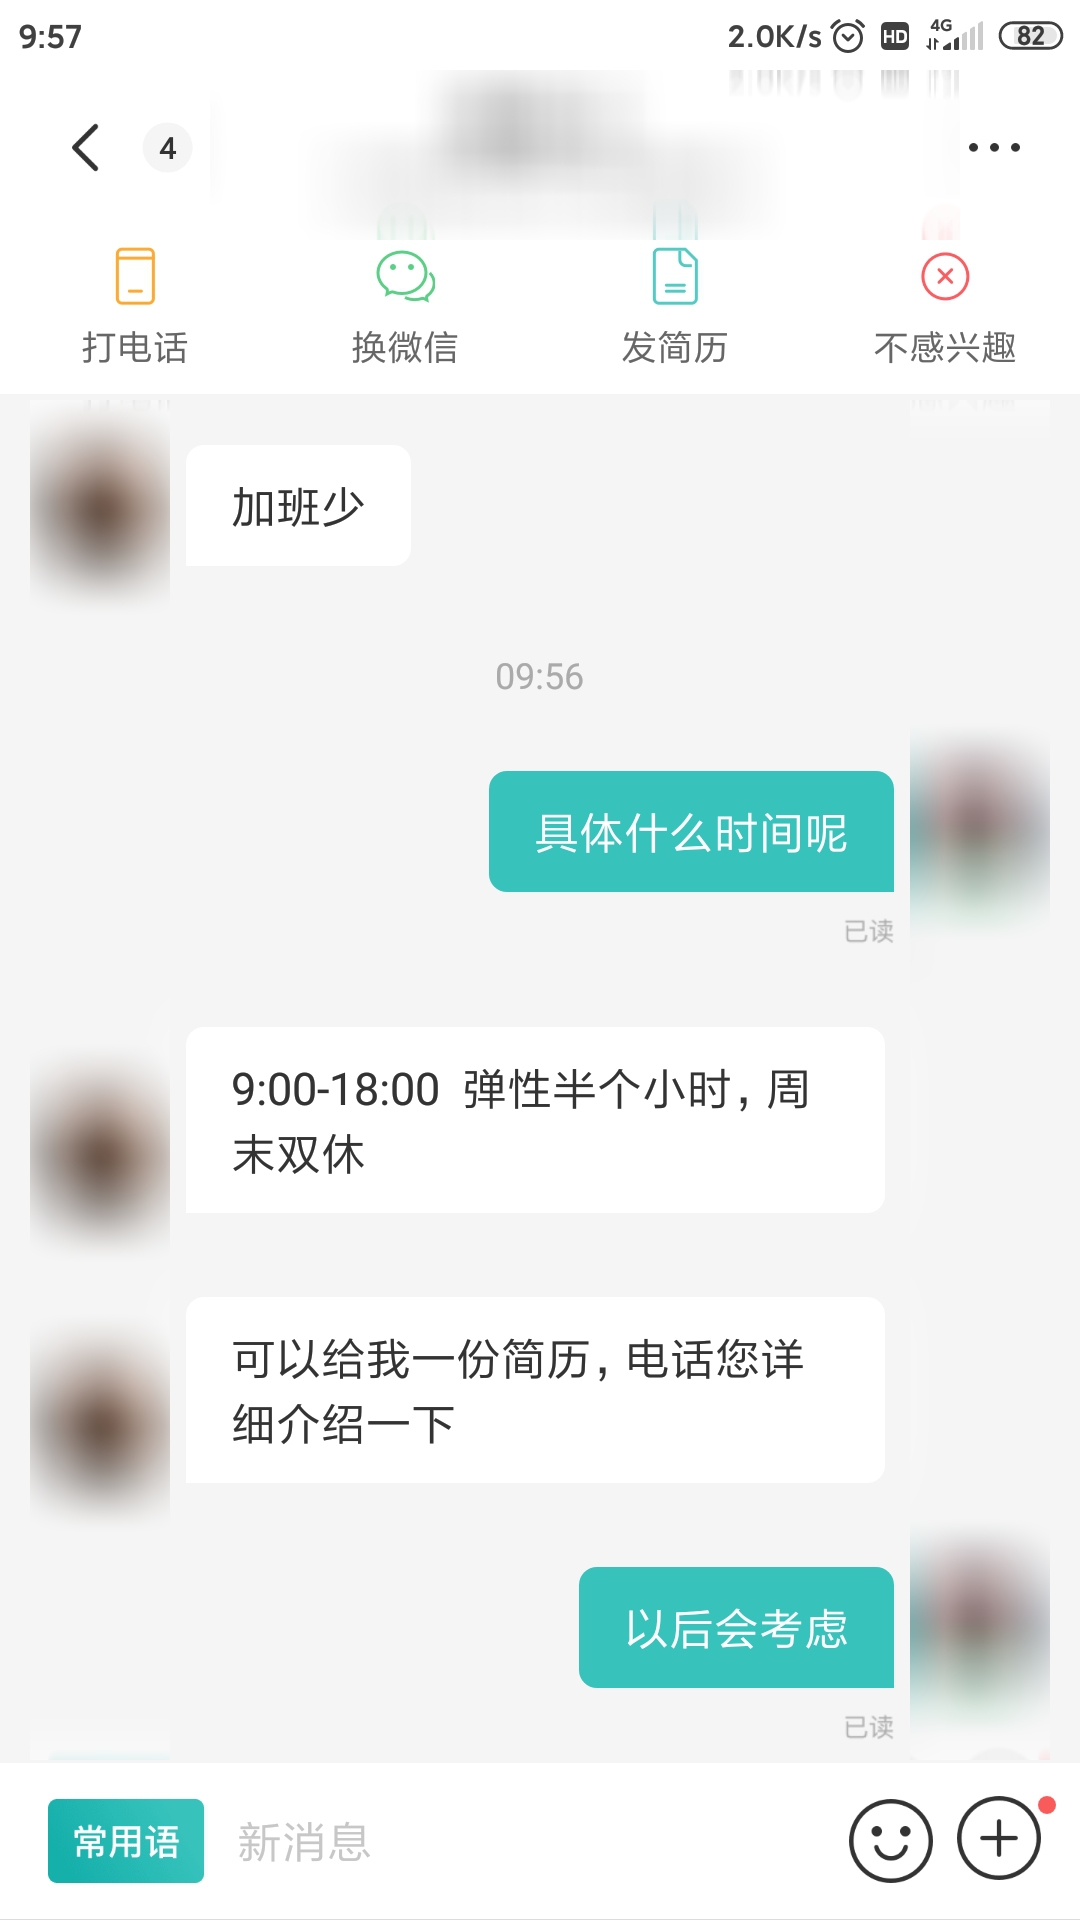 9:57
2.0K/s HD 4G 82
4
打电话 换微信 发简历 不感兴趣
加班少
09:56
具体什么时间呢
已读
9:00-18:00 弹性半个小时，周
末双休
可以给我一份简历，电话您详
细介绍一下
以后会考虑
已读
常用语 新消息